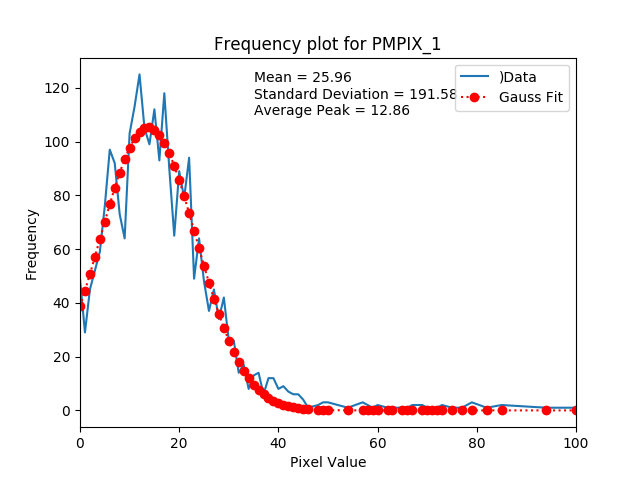 Frequency plot for PMPIX_1
Mean = 25.96
Standard Deviation = 191.58
Average Peak = 12.86
)Data
Gauss Fit
Frequency
120
100
80
60
40
20
0
0 20 40 60 80 100
Pixel Value